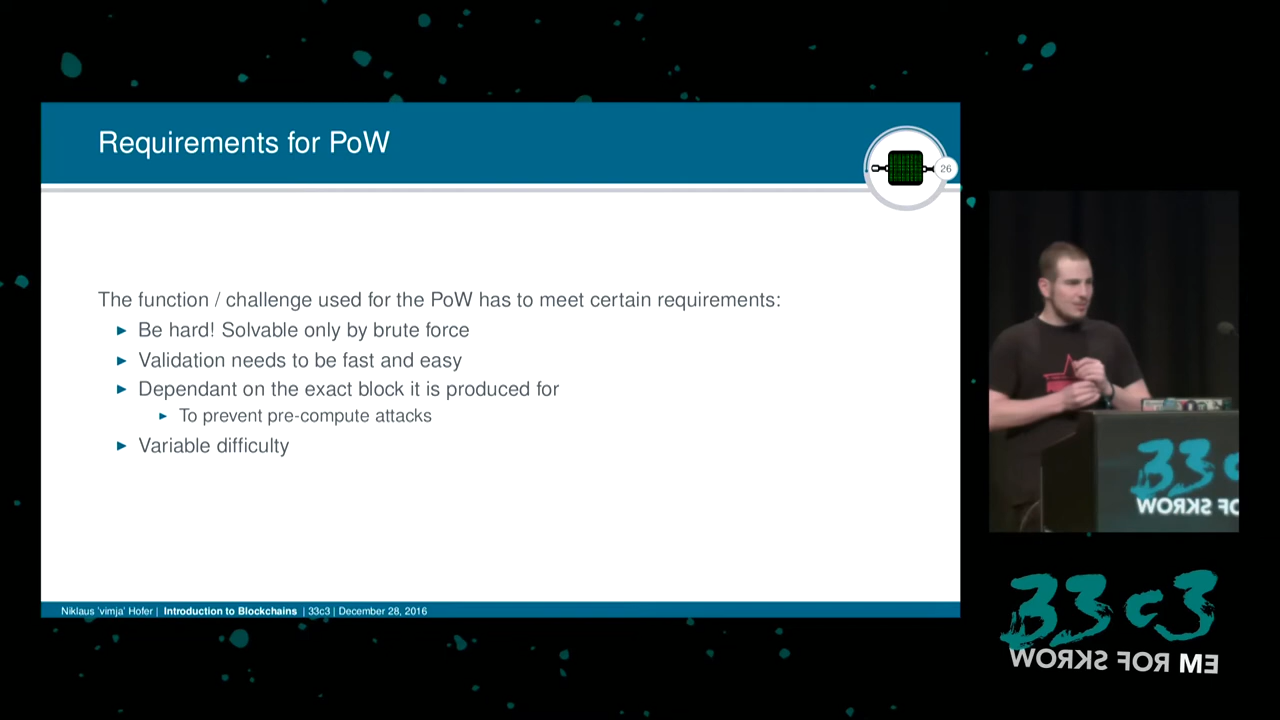 Requirements for PoW
26
The function / challenge used for the PoW has to meet certain requirements:
Be hard! Solvable only by brute force
Validation needs to be fast and easy
Dependant on the exact block it is produced for
To prevent pre-compute attacks
Variable difficulty
Niklaus 'vimja' Hofer | Introduction to Blockchains | 33c3 | December 28, 2016
33c
WORKS FO
33c3
WORKS FOR ME